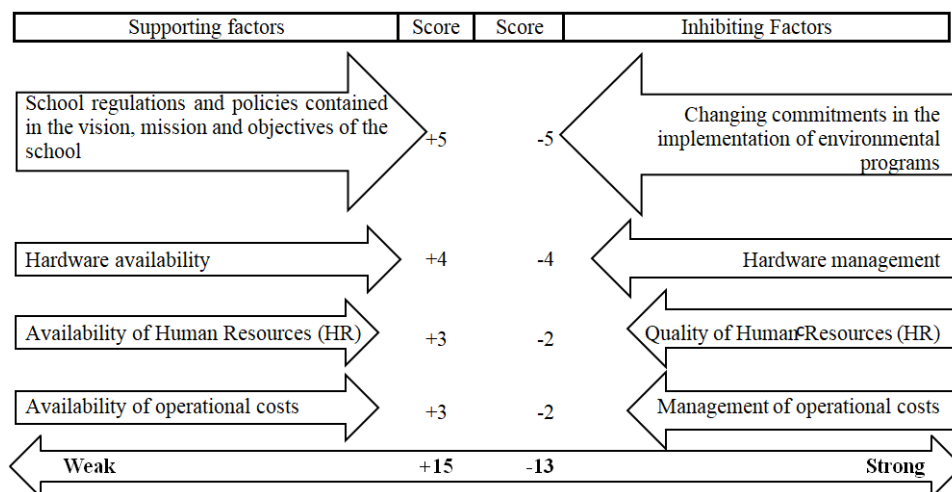 Supporting factors Score Score Inhibiting Factors
School regulations and policies contained
in the vision, mission and objectives of the
school
+5
-5
Changing commitments in the
implementation of environmental
programs
Hardware availability +4 -4 Hardware management
Availability of Human Resources (HR) +3 -2 Quality of Human Resources (HR)
Availability of operational costs +3 -2 Management of operational costs
Weak +15 -13 Strong